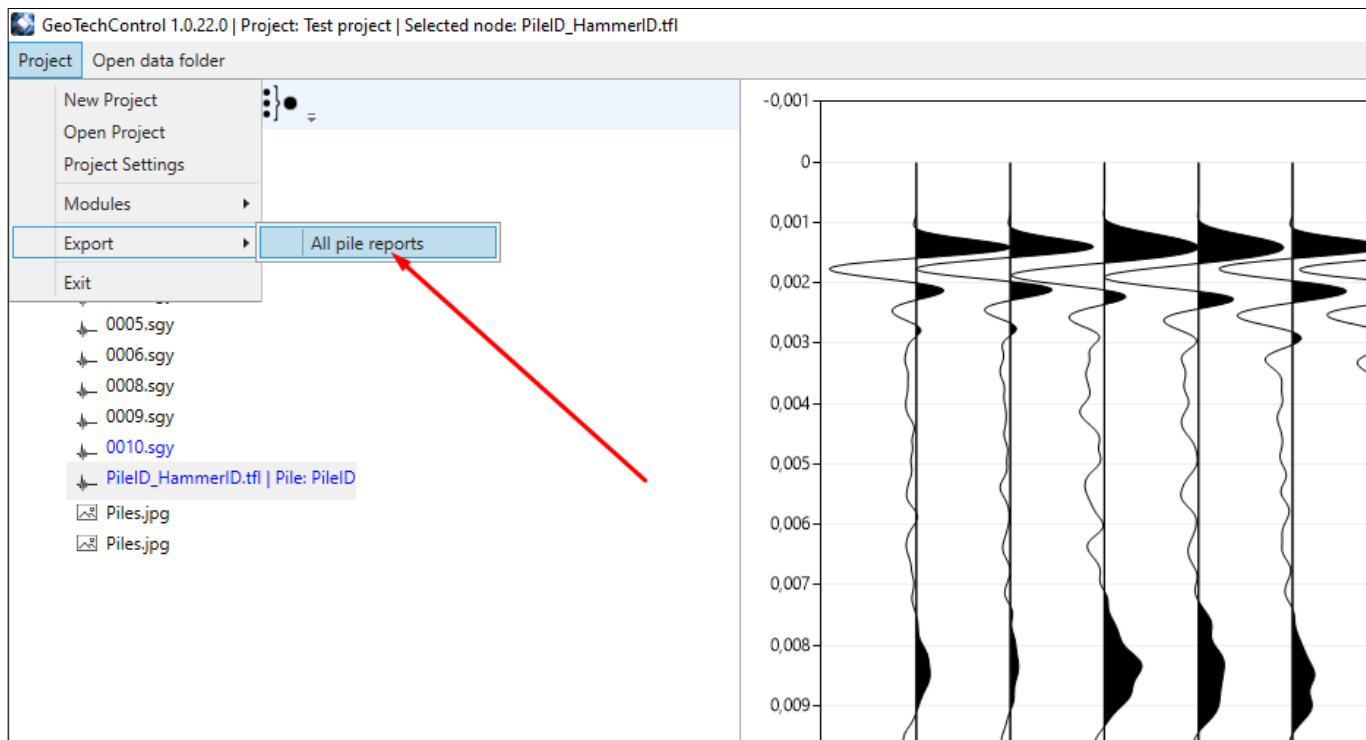 GeoTechControl 1.0.22.0 | Project: Test project | Selected node: PileID_HammerID.tfl
Project
Open data folder
New Project
Open Project
Project Settings
Modules
Export
All pile reports
Exit
0005.sgy
0006.sgy
0008.sgy
0009.sgy
0010.sgy
PileID_HammerID.tfl | Pile: PileID
Piles.jpg
Piles.jpg
-0,001
0
0,001
0,002
0,003
0,004
0,005
0,006
0,007
0,008
0,009